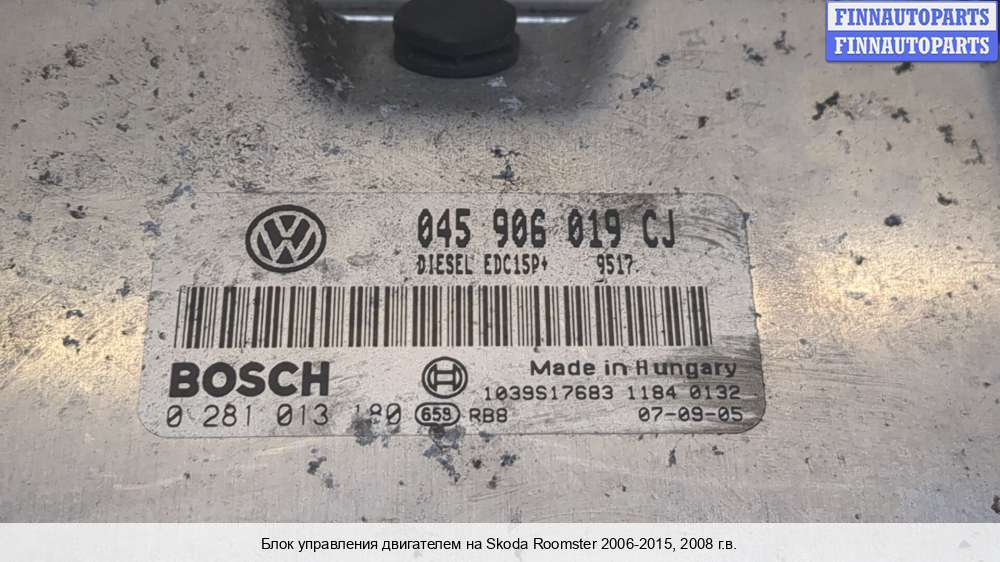 FINNAUTOPARTS
FINNAUTOPARTS
045 906 019 CJ
DIESEL EDC15P+ 9517
BOSCH
Made in Hungary
1039S17683 1184 0132
0 281 013 180 659 RB8 07-09-05
Блок управления двигателем на Skoda Roomster 2006-2015, 2008 г.в.